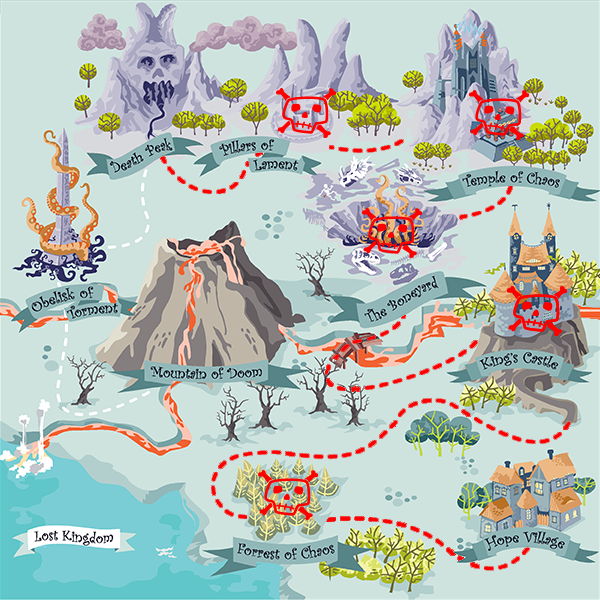 Death Peak
Pillars of
Lament
Temple of Chaos
Obelisk of
Torment
The Boneyard
Mountain of Doom
King's Castle
Lost Kingdom
Forrest of Chaos
Hope Village